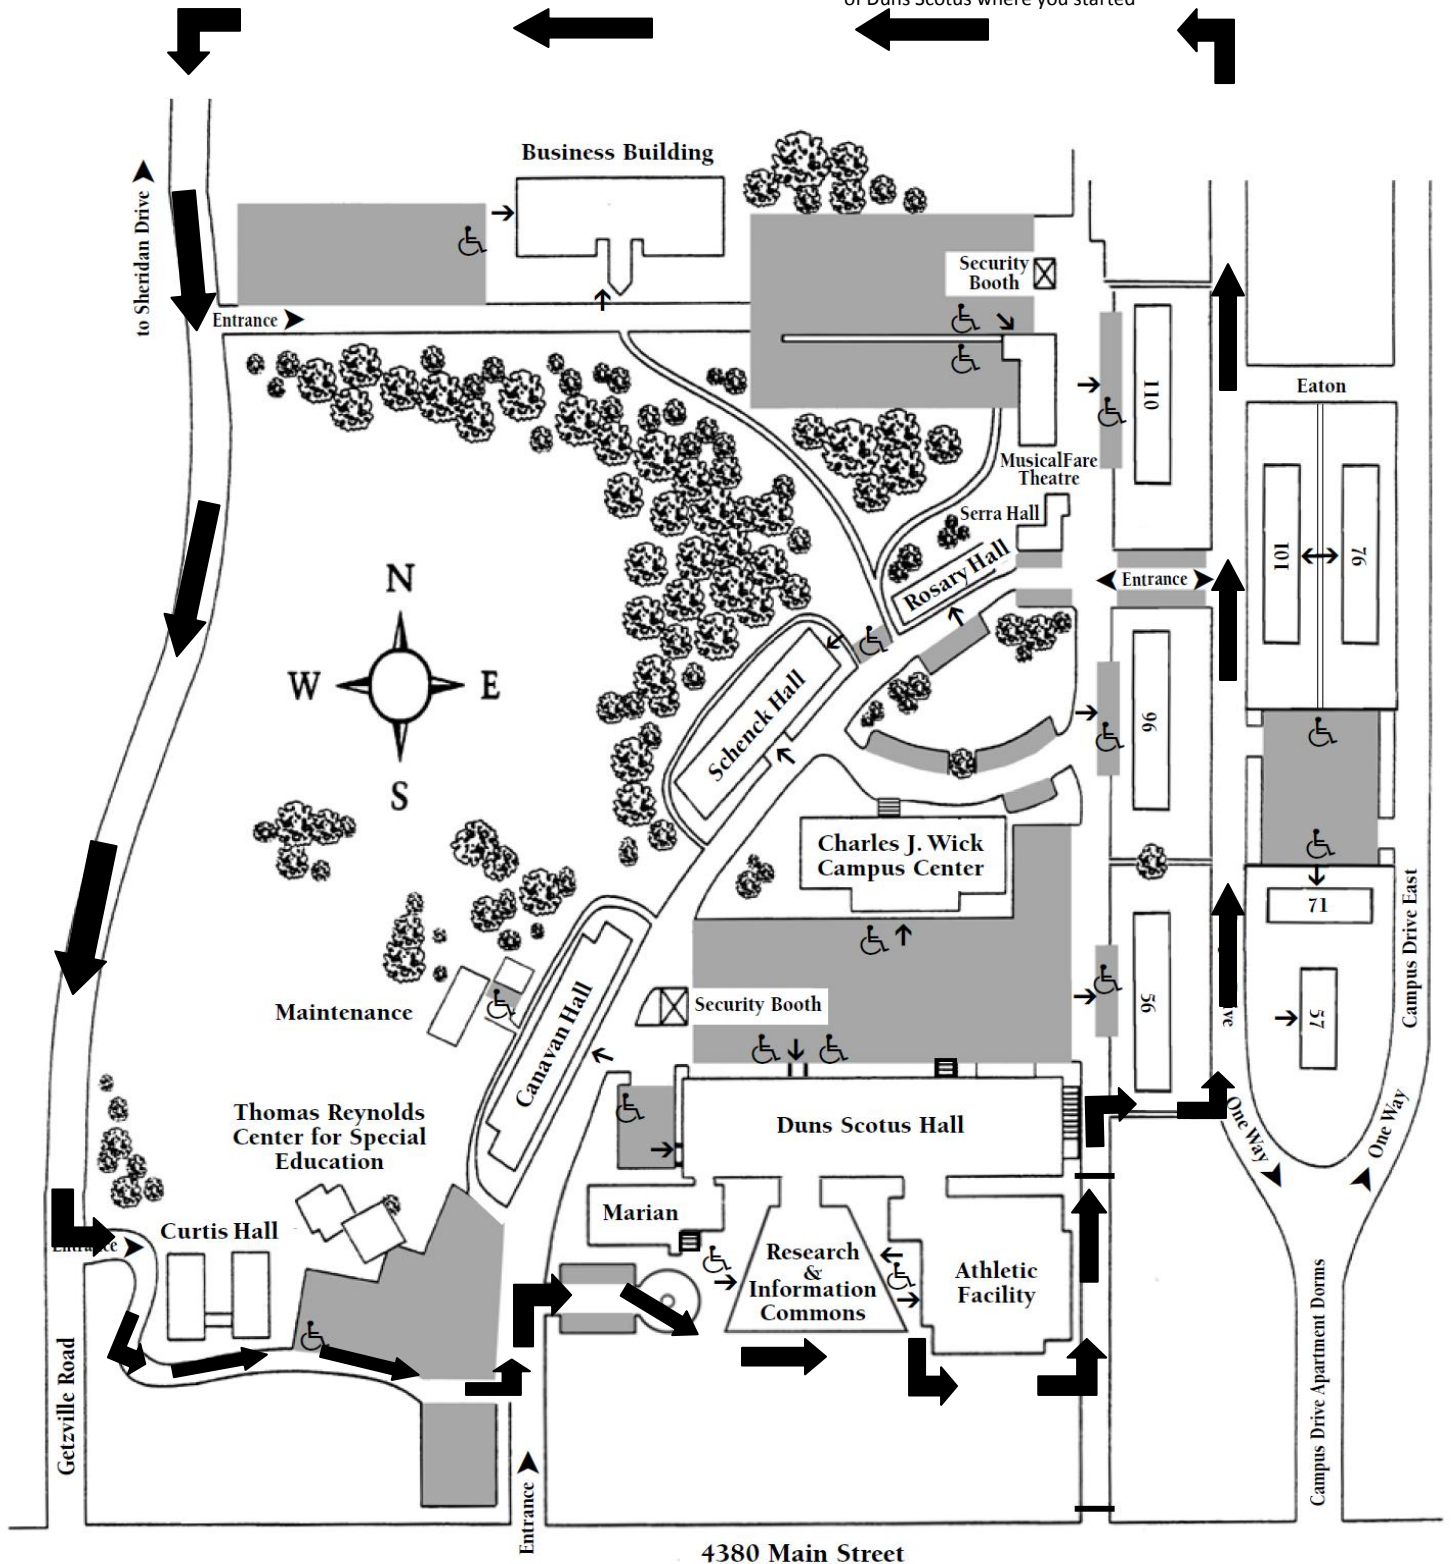 of Duns Scotus where you started
Business Building
to Sheridan Drive
Security
Booth
Entrance
110
Eaton
MusicalFare
Theatre
Serra Hall
101
76
Rosary Hall
Entrance
N
W
E
S
Schenck Hall
96
Charles J. Wick
Campus Center
71
Campus Drive East
Maintenance
Security Booth
Canavan Hall
56
57
Thomas Reynolds
Center for Special
Education
Duns Scotus Hall
One Way
One Way
Marian
Curtis Hall
Entrance
Research
&
Information
Commons
Athletic
Facility
Getzville Road
Campus Drive Apartment Dorms
Entrance
4380 Main Street